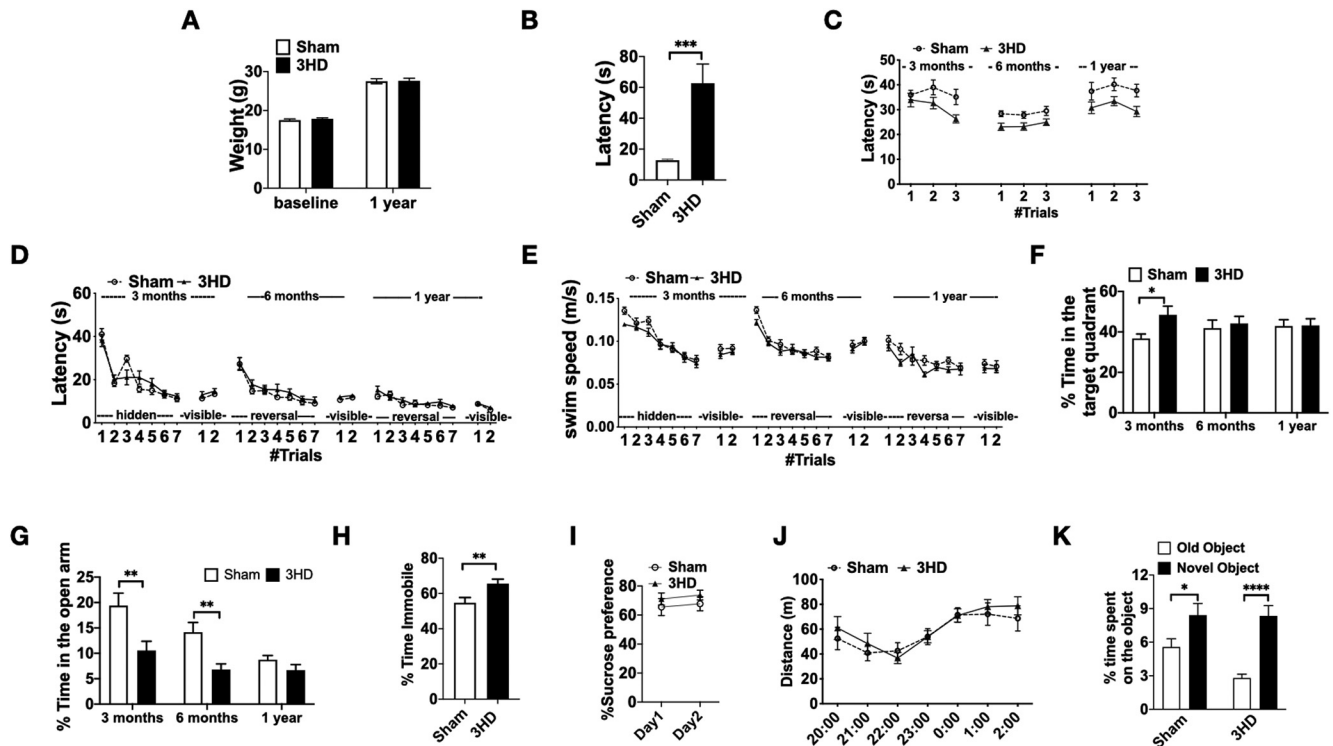 A
Sham
3HD
Weight (g)
30
20
10
0
baseline 1 year
B
***
Latency (s)
80
60
40
20
0
Sham 3HD
C
Sham 3HD
3 months 6 months 1 year
Latency (s)
50
40
30
20
10
0
1 2 3 1 2 3 1 2 3
#Trials
D
Sham 3HD
3 months 6 months 1 year
Latency (s)
60
40
20
0
hidden -visible- reversal -visible- reversal -visible-
1 2 3 4 5 6 7 1 2 1 2 3 4 5 6 7 1 2 1 2 3 4 5 6 7 1 2
#Trials
E
Sham 3HD
3 months 6 months 1 year
swim speed (m/s)
0.15
0.10
0.05
0.00
hidden -visible- reversal -visible- reversa -visible-
1 2 3 4 5 6 7 1 2 1 2 3 4 5 6 7 1 2 1 2 3 4 5 6 7 1 2
#Trials
F
Sham 3HD
*
% Time in the
target quadrant
60
50
40
30
20
10
0
3 months 6 months 1 year
G
Sham 3HD
**
**
% Time in the open arm
25
20
15
10
5
0
3 months 6 months 1 year
H
**
% Time Immobile
80
60
40
20
0
Sham 3HD
I
Sham
3HD
%Sucrose preference
80
60
40
20
0
Day1 Day2
J
Sham 3HD
Distance (m)
100
80
60
40
20
0
20:00 21:00 22:00 23:00 0:00 1:00 2:00
K
Old Object
Novel Object
* ****
% time spent
on the object
12
9
6
3
0
Sham 3HD